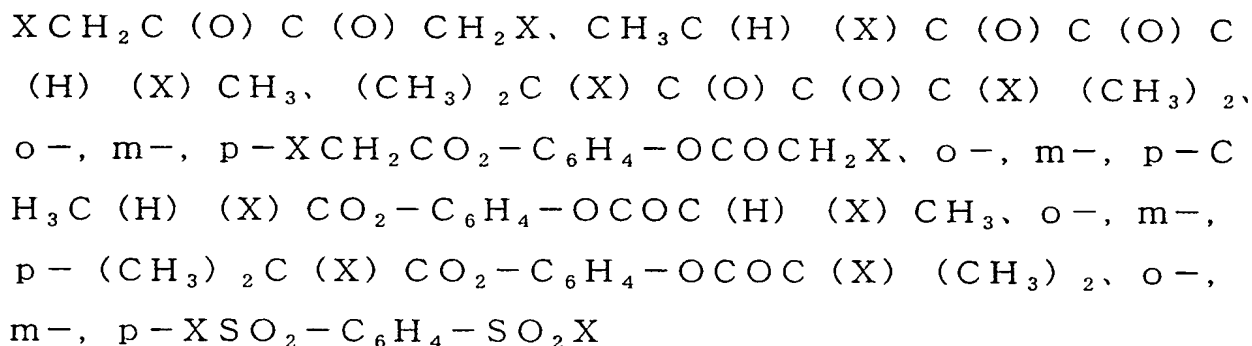 XCH₂C(O)C(O)CH₂X、CH₃C(H)(X)C(O)C(O)C
(H)(X)CH₃、(CH₃)₂C(X)C(O)C(O)C(X)(CH₃)₂、
o-, m-, p-XCH₂CO₂-C₆H₄-OCOCH₂X、o-, m-, p-C
H₃C(H)(X)CO₂-C₆H₄-OCOC(H)(X)CH₃、o-, m-,
p-(CH₃)₂C(X)CO₂-C₆H₄-OCOC(X)(CH₃)₂、o-,
m-, p-XSO₂-C₆H₄-SO₂X